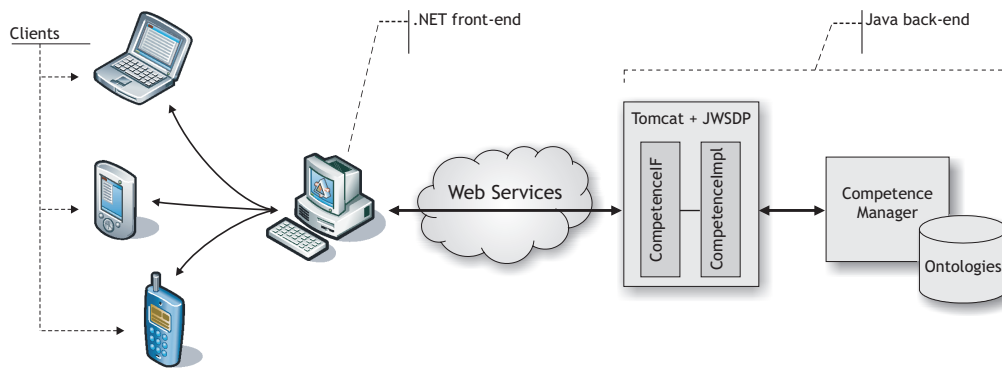 Clients
.NET front-end
Java back-end
Tomcat + JWSDP
CompetenceIF
CompetenceImpl
Web Services
Competence
Manager
Ontologies